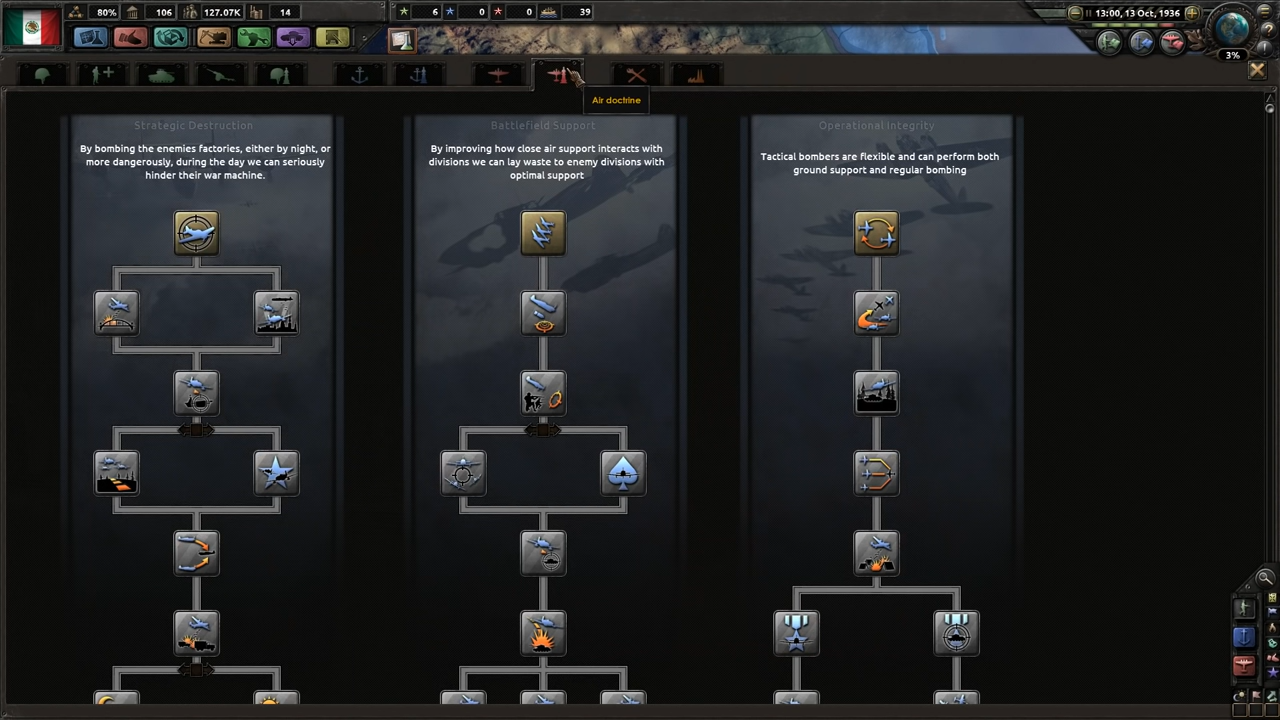 80% 106 127.07K 14 6 0 0 39 13:00, 13 Oct, 1936
3%
Air doctrine
Strategic Destruction
By bombing the enemies factories, either by night, or
more dangerously, during the day we can seriously
hinder their war machine.
Battlefield Support
By improving how close air support interacts with
divisions we can lay waste to enemy divisions with
optimal support
Operational Integrity
Tactical bombers are flexible and can perform both
ground support and regular bombing